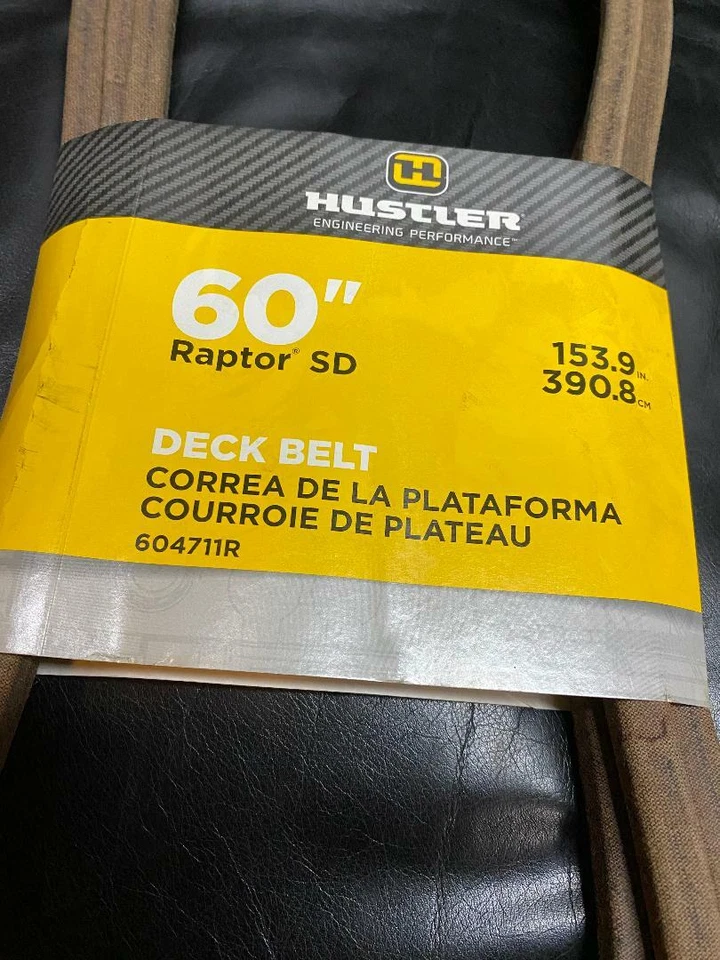 H
HUSTLER
ENGINEERING PERFORMANCE™
60"
Raptor® SD
153.9 IN.
390.8 CM
DECK BELT
CORREA DE LA PLATAFORMA
COURROIE DE PLATEAU
604711R